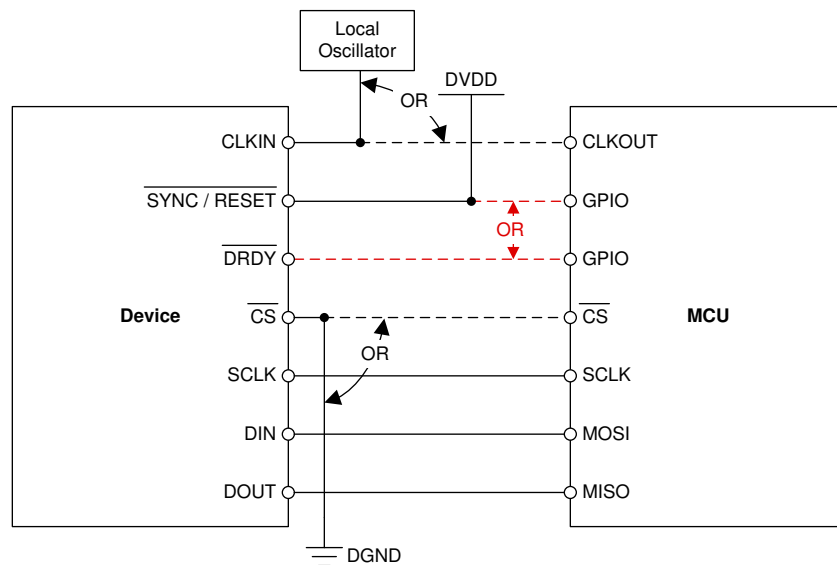 Local
Oscillator
DVDD
OR
CLKIN
CLKOUT
SYNC / RESET
GPIO
OR
DRDY
GPIO
Device
CS
CS
MCU
OR
SCLK
SCLK
DIN
MOSI
DOUT
MISO
DGND